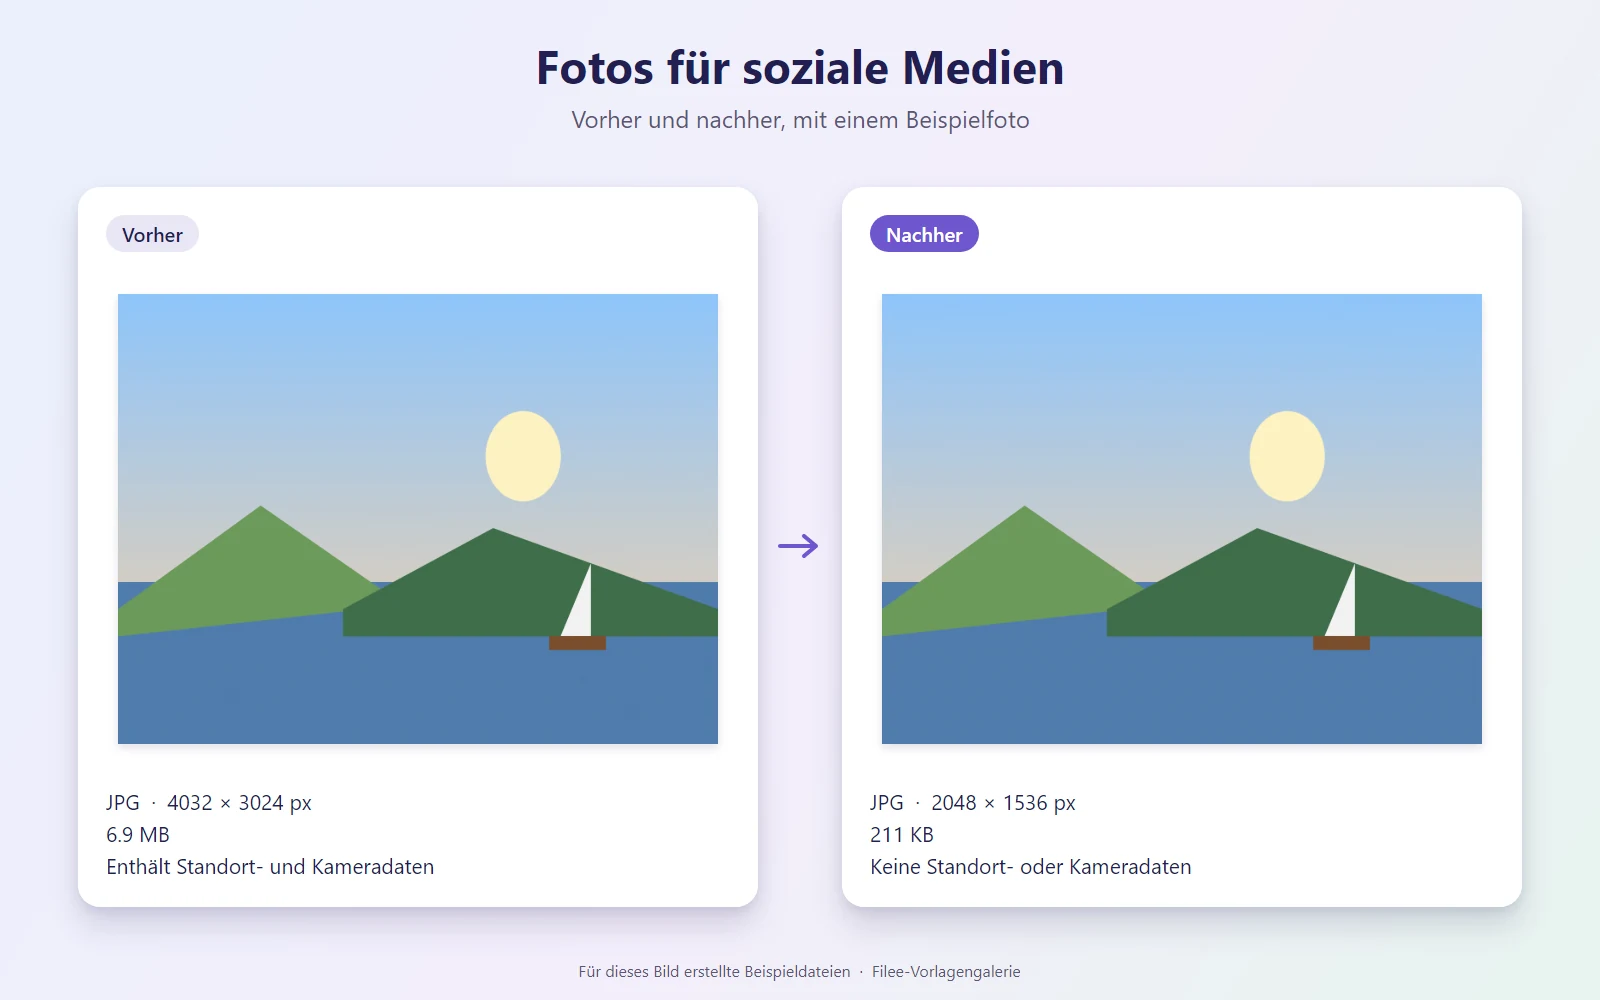 Fotos für soziale Medien
Vorher und nachher, mit einem Beispielfoto
Vorher
JPG · 4032 × 3024 px
6.9 MB
Enthält Standort- und Kameradaten
Nachher
JPG · 2048 × 1536 px
211 KB
Keine Standort- oder Kameradaten
Für dieses Bild erstellte Beispieldateien · Filee-Vorlagengalerie